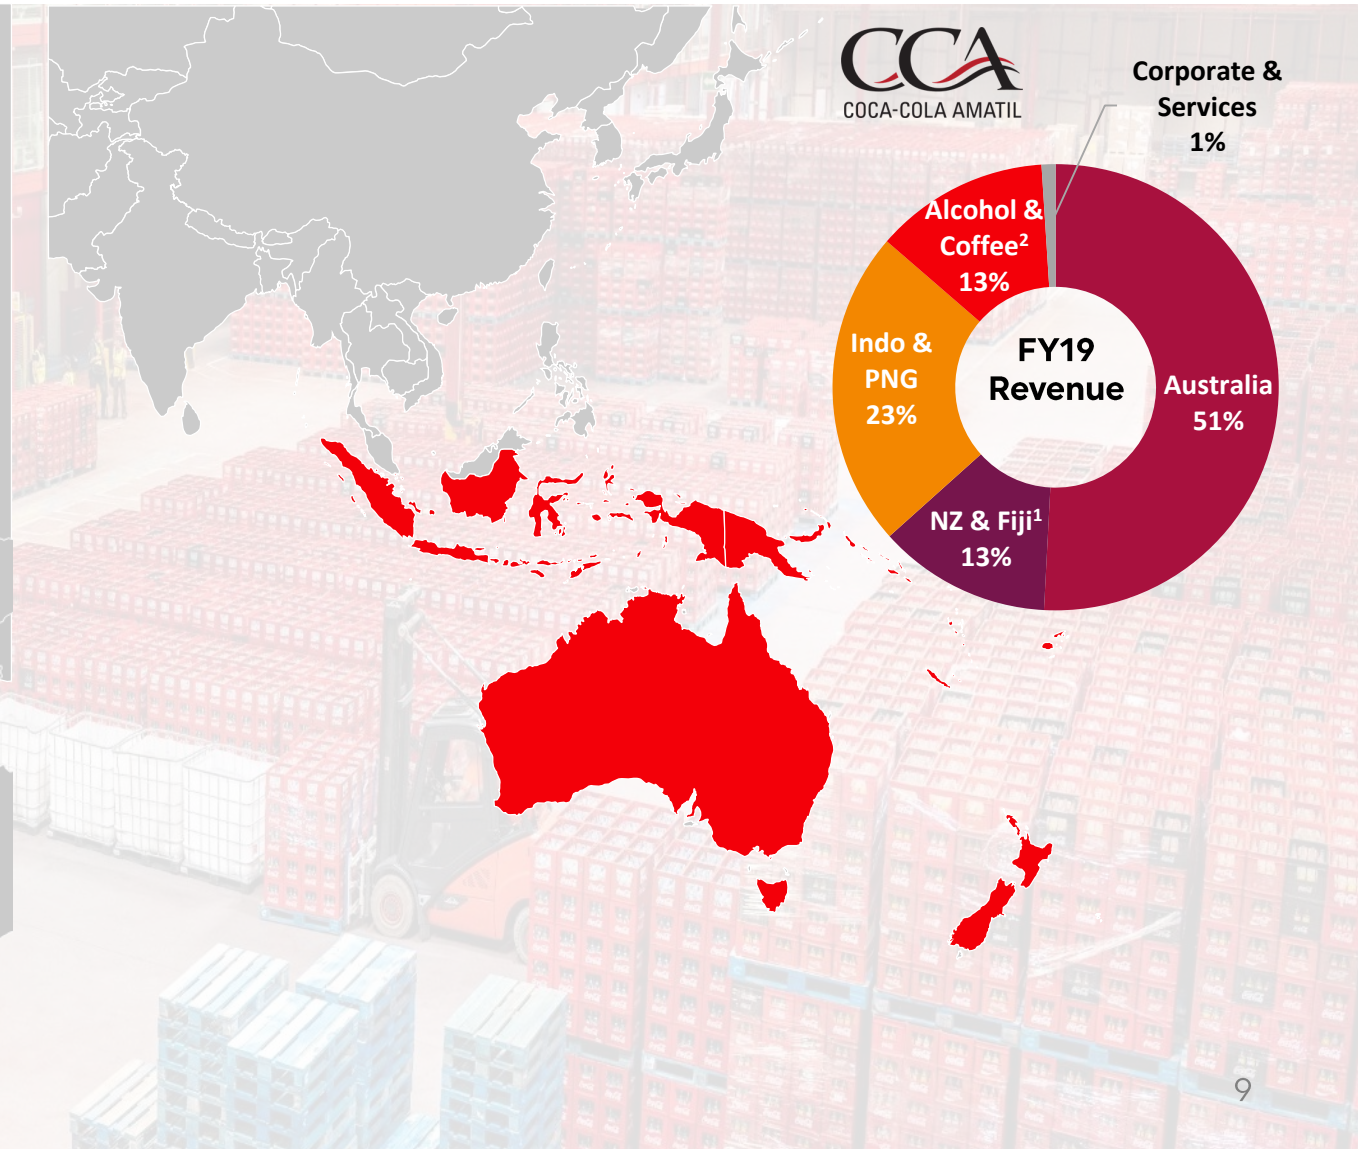 CCA
COCA-COLA AMATIL
Corporate &
Services
1%
Alcohol &
Coffee²
13%
Indo &
PNG
23%
FY19
Revenue
Australia
51%
NZ & Fiji¹
13%
9